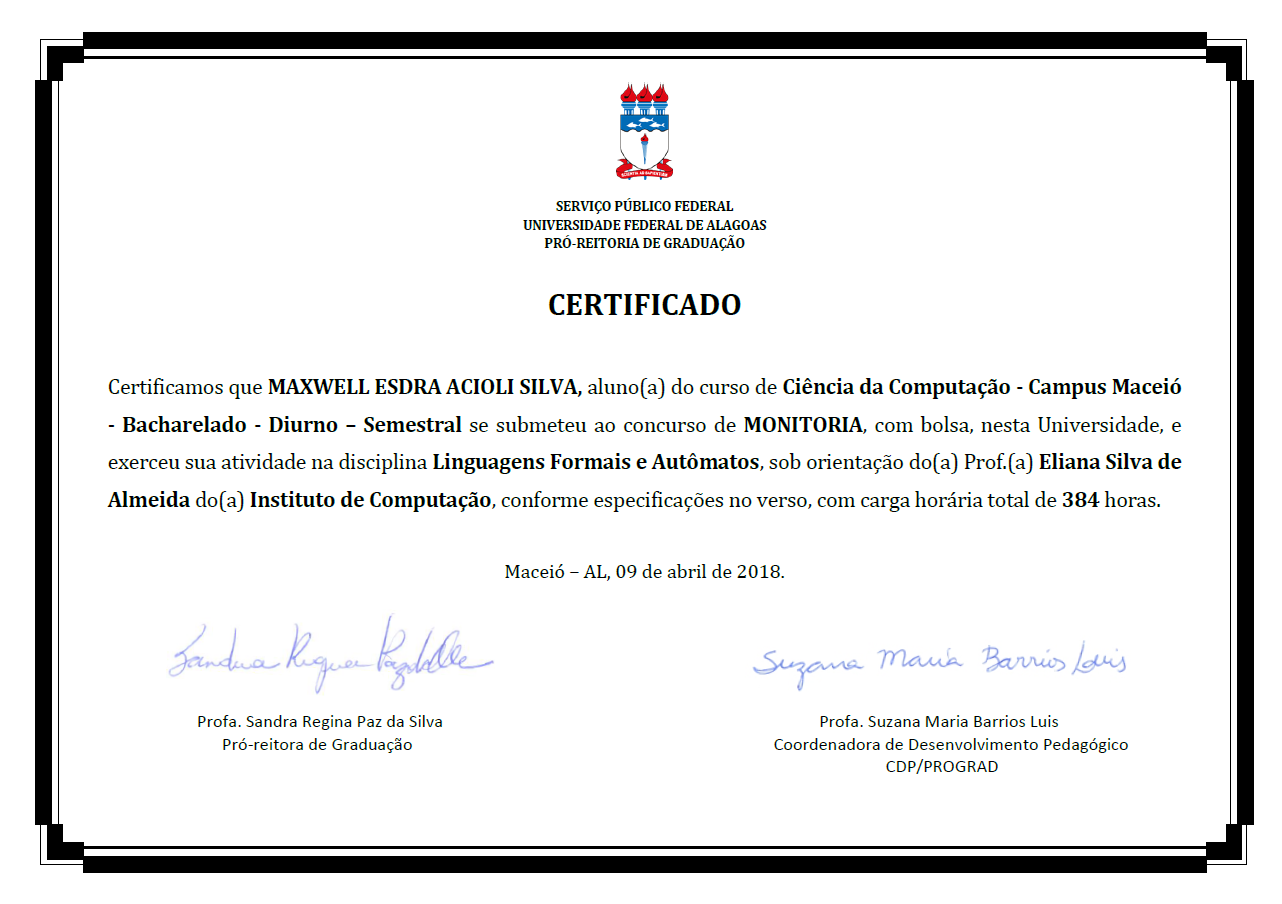 SCIENTIA AD SAPIENTIAM
SERVIÇO PÚBLICO FEDERAL
UNIVERSIDADE FEDERAL DE ALAGOAS
PRÓ-REITORIA DE GRADUAÇÃO
CERTIFICADO
Certificamos que MAXWELL ESDRA ACIOLI SILVA, aluno(a) do curso de Ciência da Computação - Campus Maceió
- Bacharelado - Diurno – Semestral se submeteu ao concurso de MONITORIA, com bolsa, nesta Universidade, e
exerceu sua atividade na disciplina Linguagens Formais e Autômatos, sob orientação do(a) Prof.(a) Eliana Silva de
Almeida do(a) Instituto de Computação, conforme especificações no verso, com carga horária total de 384 horas.
Maceió – AL, 09 de abril de 2018.
Suzana Maria Barrios Luis
Profa. Sandra Regina Paz da Silva
Pró-reitora de Graduação
Profa. Suzana Maria Barrios Luis
Coordenadora de Desenvolvimento Pedagógico
CDP/PROGRAD